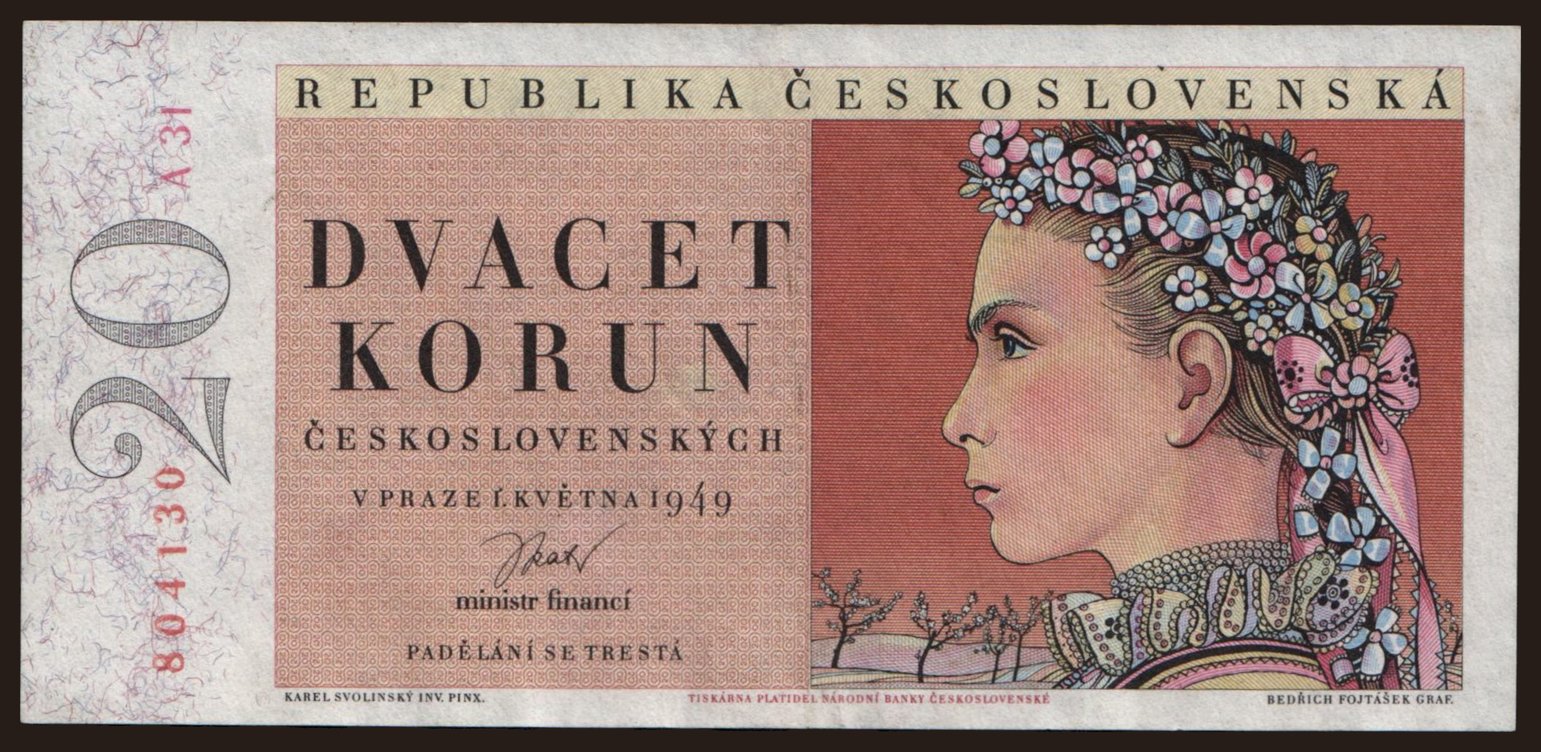 REPUBLIKA ČESKOSLOVENSKÁ
20
A 31
804130
DVACET
KORUN
ČESKOSLOVENSKÝCH
V PRAZE 1. KVĚTNA 1949
ministr financí
PADĚLÁNÍ SE TRESTÁ
KAREL SVOLINSKÝ INV. PINX.
TISKÁRNA PLATIDEL NÁRODNÍ BANKY ČESKOSLOVENSKÉ
BEDŘICH FOJTÁŠEK GRAF.